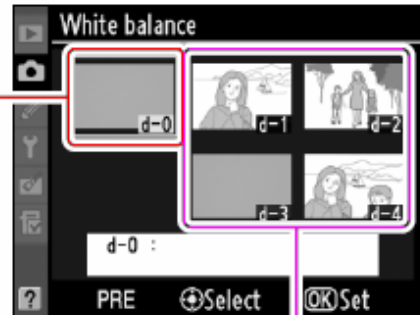 White balance
d-0
d-1
d-2
d-3
d-4
d-0 :
? PRE Select OK Set